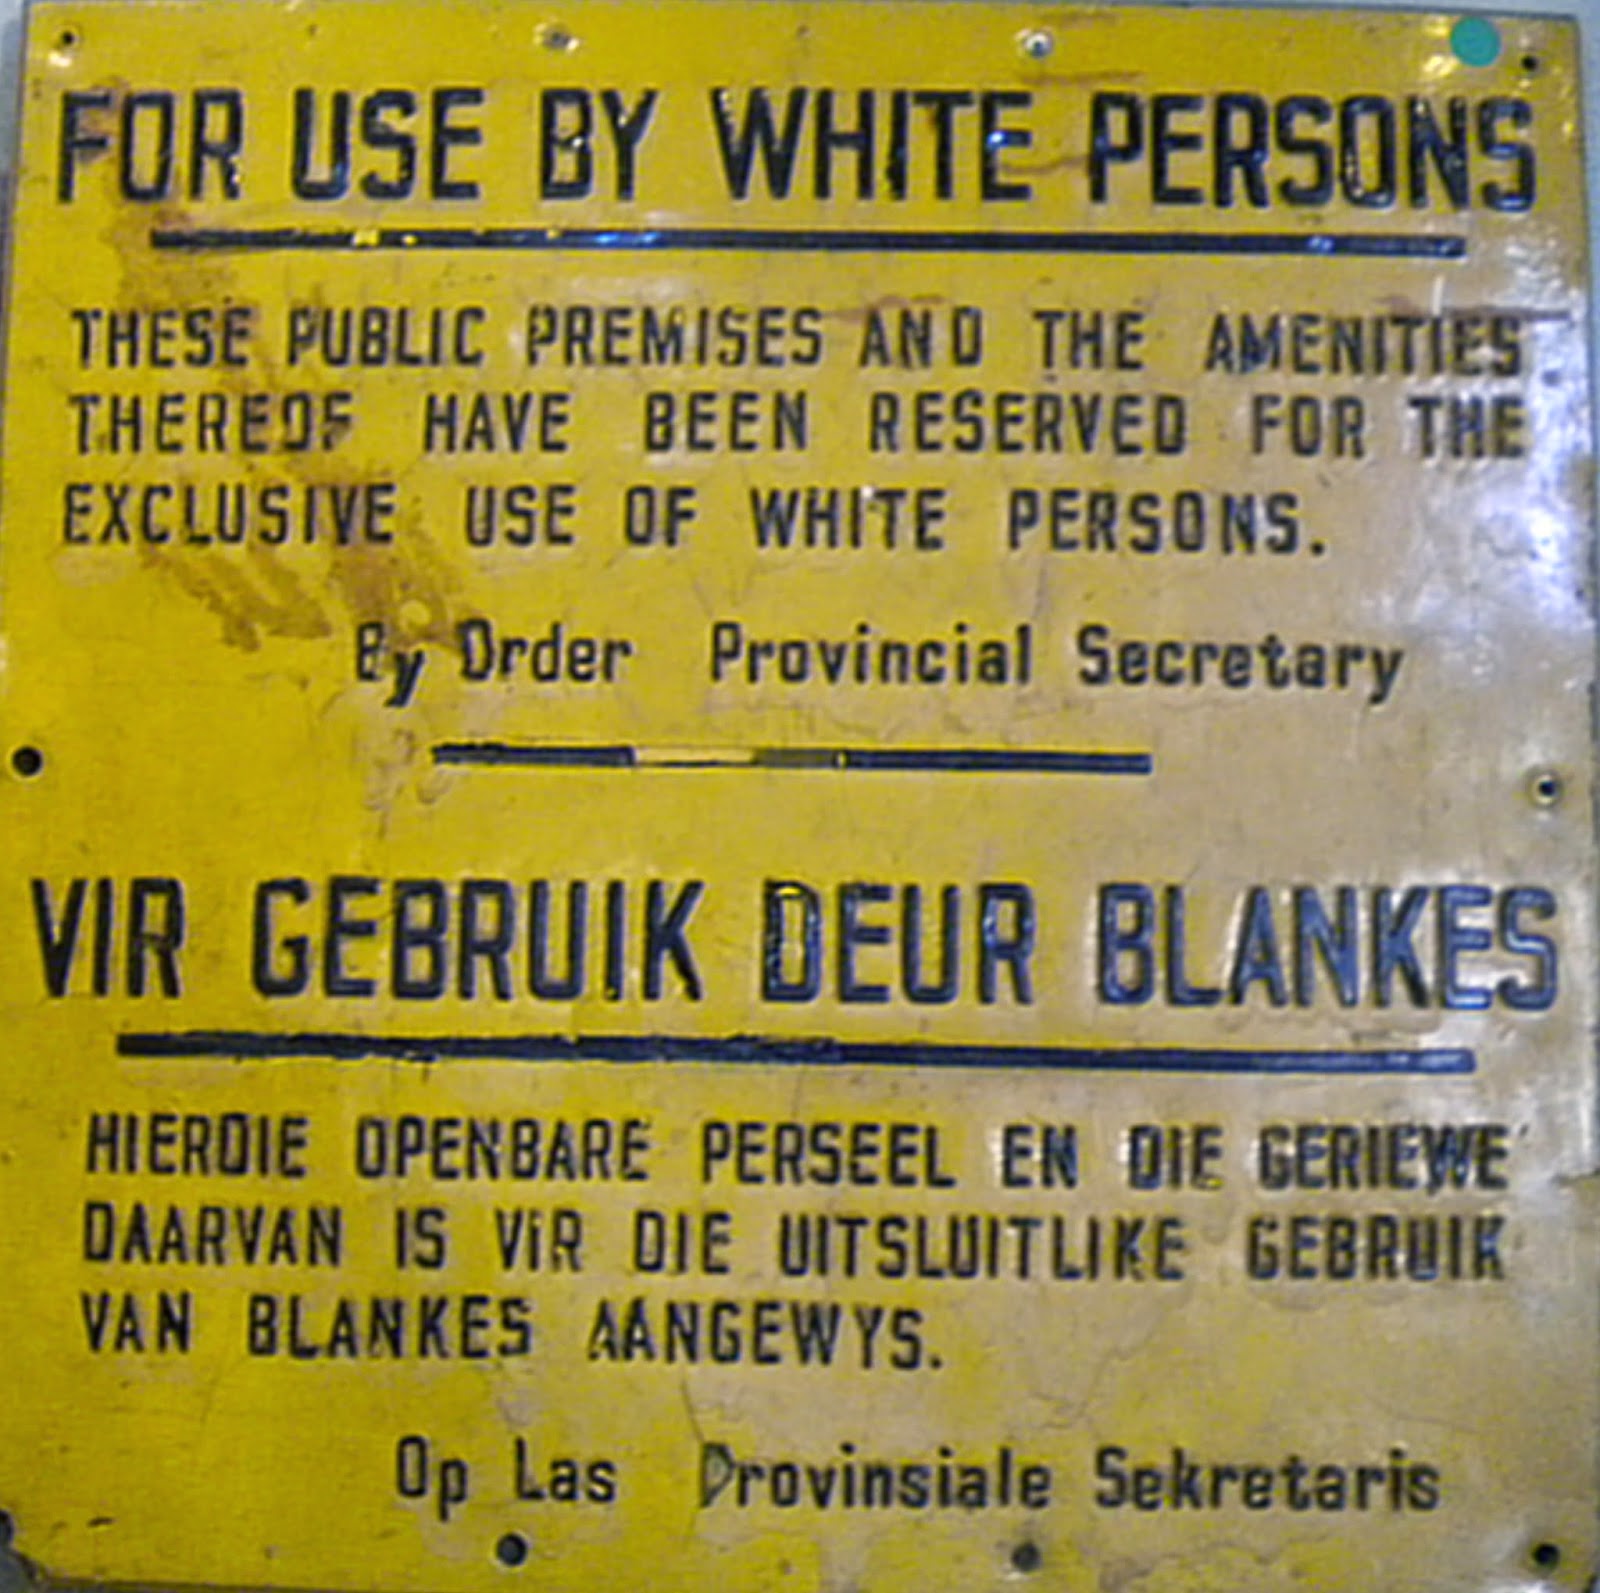 FOR USE BY WHITE PERSONS
THESE PUBLIC PREMISES AND THE AMENITIES
THEREOF HAVE BEEN RESERVED FOR THE
EXCLUSIVE USE OF WHITE PERSONS.
By Order Provincial Secretary
VIR GEBRUIK DEUR BLANKES
HIERDIE OPENBARE PERSEEL EN DIE GERIEWE
DAARVAN IS VIR DIE UITSLUITLIKE GEBRUIK
VAN BLANKES AANGEWYS.
Op Las Provinsiale Sekretaris